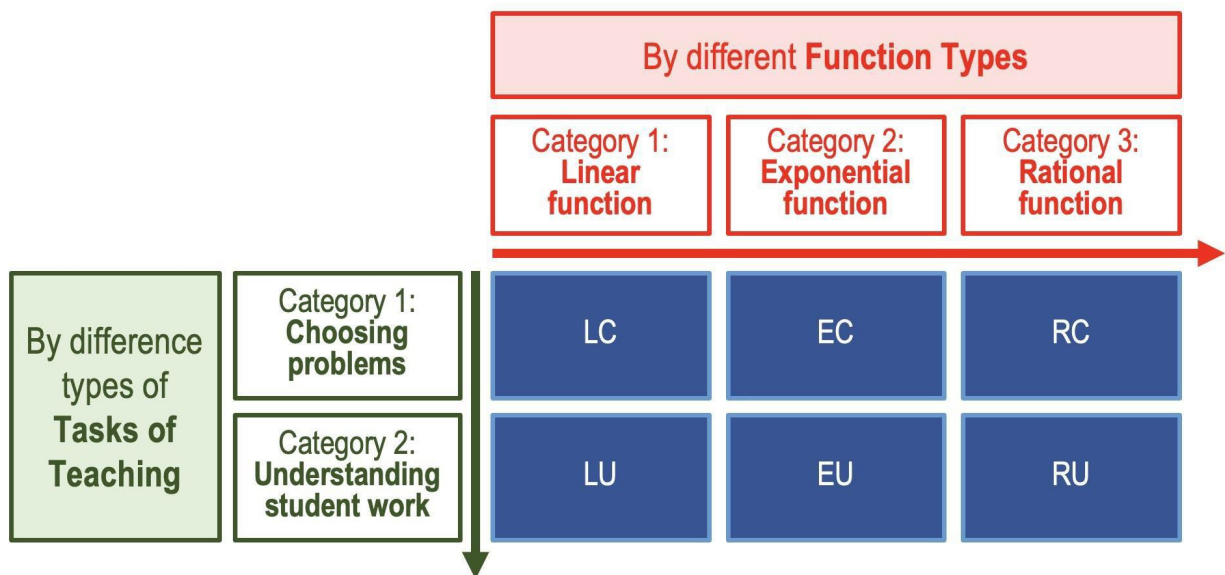 By different Function Types
Category 1:
Linear
function
Category 2:
Exponential
function
Category 3:
Rational
function
By difference
types of
Tasks of
Teaching
Category 1:
Choosing
problems
LC
EC
RC
Category 2:
Understanding
student work
LU
EU
RU